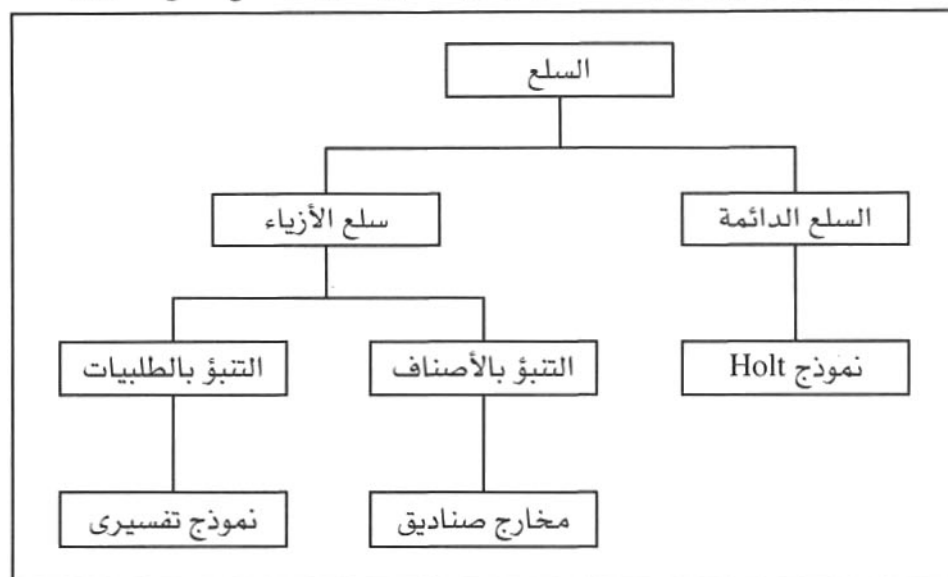 السلع
السلع الدائمة
سلع الأزياء
نموذج Holt
التنبؤ بالأصناف
التنبؤ بالطلبيات
مخارج صناديق
نموذج تفسيرى